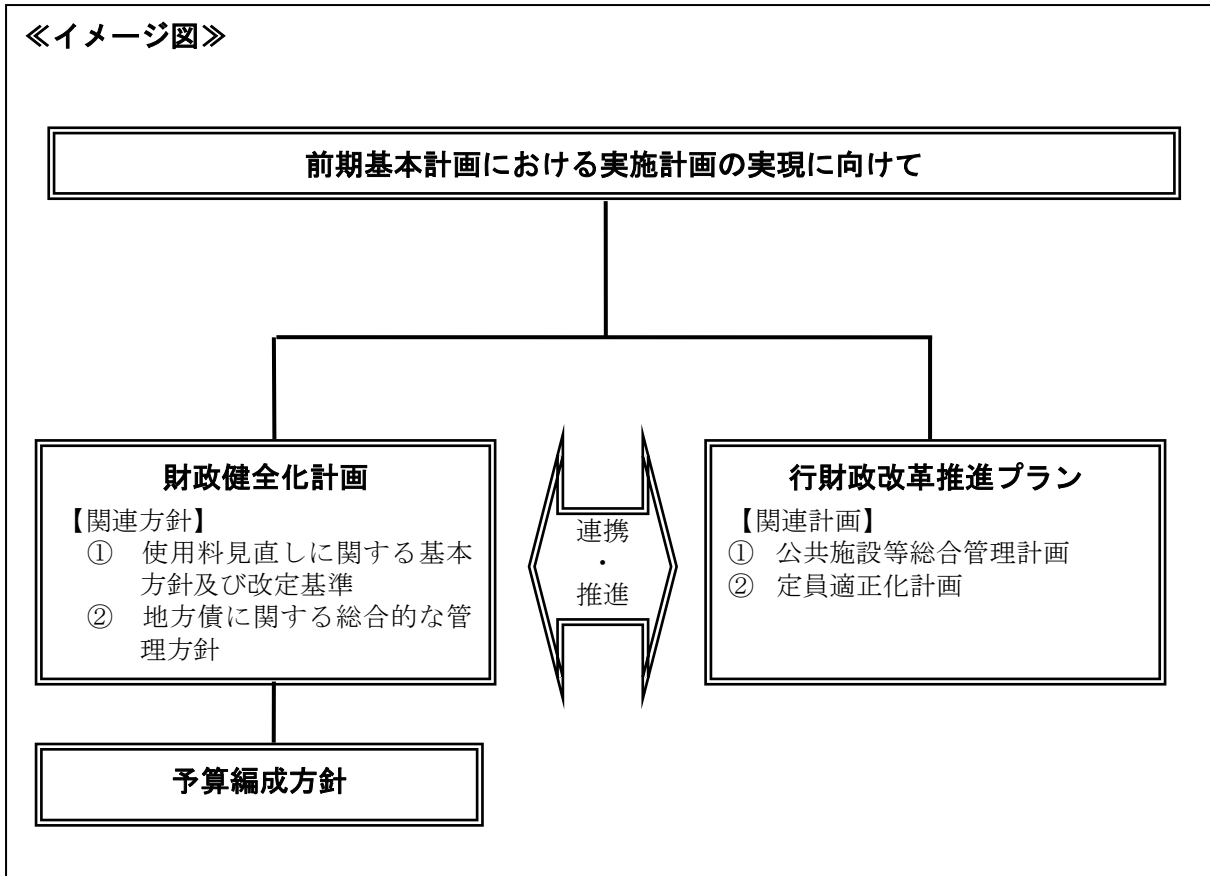 ≪イメージ図≫
前期基本計画における実施計画の実現に向けて
財政健全化計画
【関連方針】
① 使用料見直しに関する基本
方針及び改定基準
② 地方債に関する総合的な管
理方針
連携
・
推進
行財政改革推進プラン
【関連計画】
① 公共施設等総合管理計画
② 定員適正化計画
予算編成方針